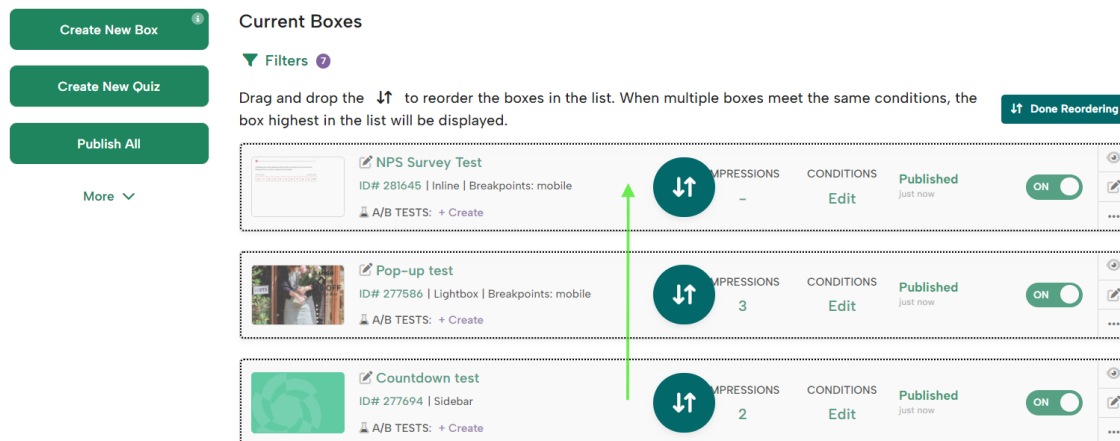 Create New Box
Create New Quiz
Publish All
More
Current Boxes
Filters 7
Drag and drop the to reorder the boxes in the list. When multiple boxes meet the same conditions, the
box highest in the list will be displayed.
Done Reordering
NPS Survey Test
ID# 281645 | Inline | Breakpoints: mobile
A/B TESTS: + Create
MPRESSIONS
-
CONDITIONS
Edit
Published
just now
ON
Pop-up test
ID# 277586 | Lightbox | Breakpoints: mobile
A/B TESTS: + Create
MPRESSIONS
3
CONDITIONS
Edit
Published
just now
ON
Countdown test
ID# 277694 | Sidebar
A/B TESTS: + Create
MPRESSIONS
2
CONDITIONS
Edit
Published
just now
ON